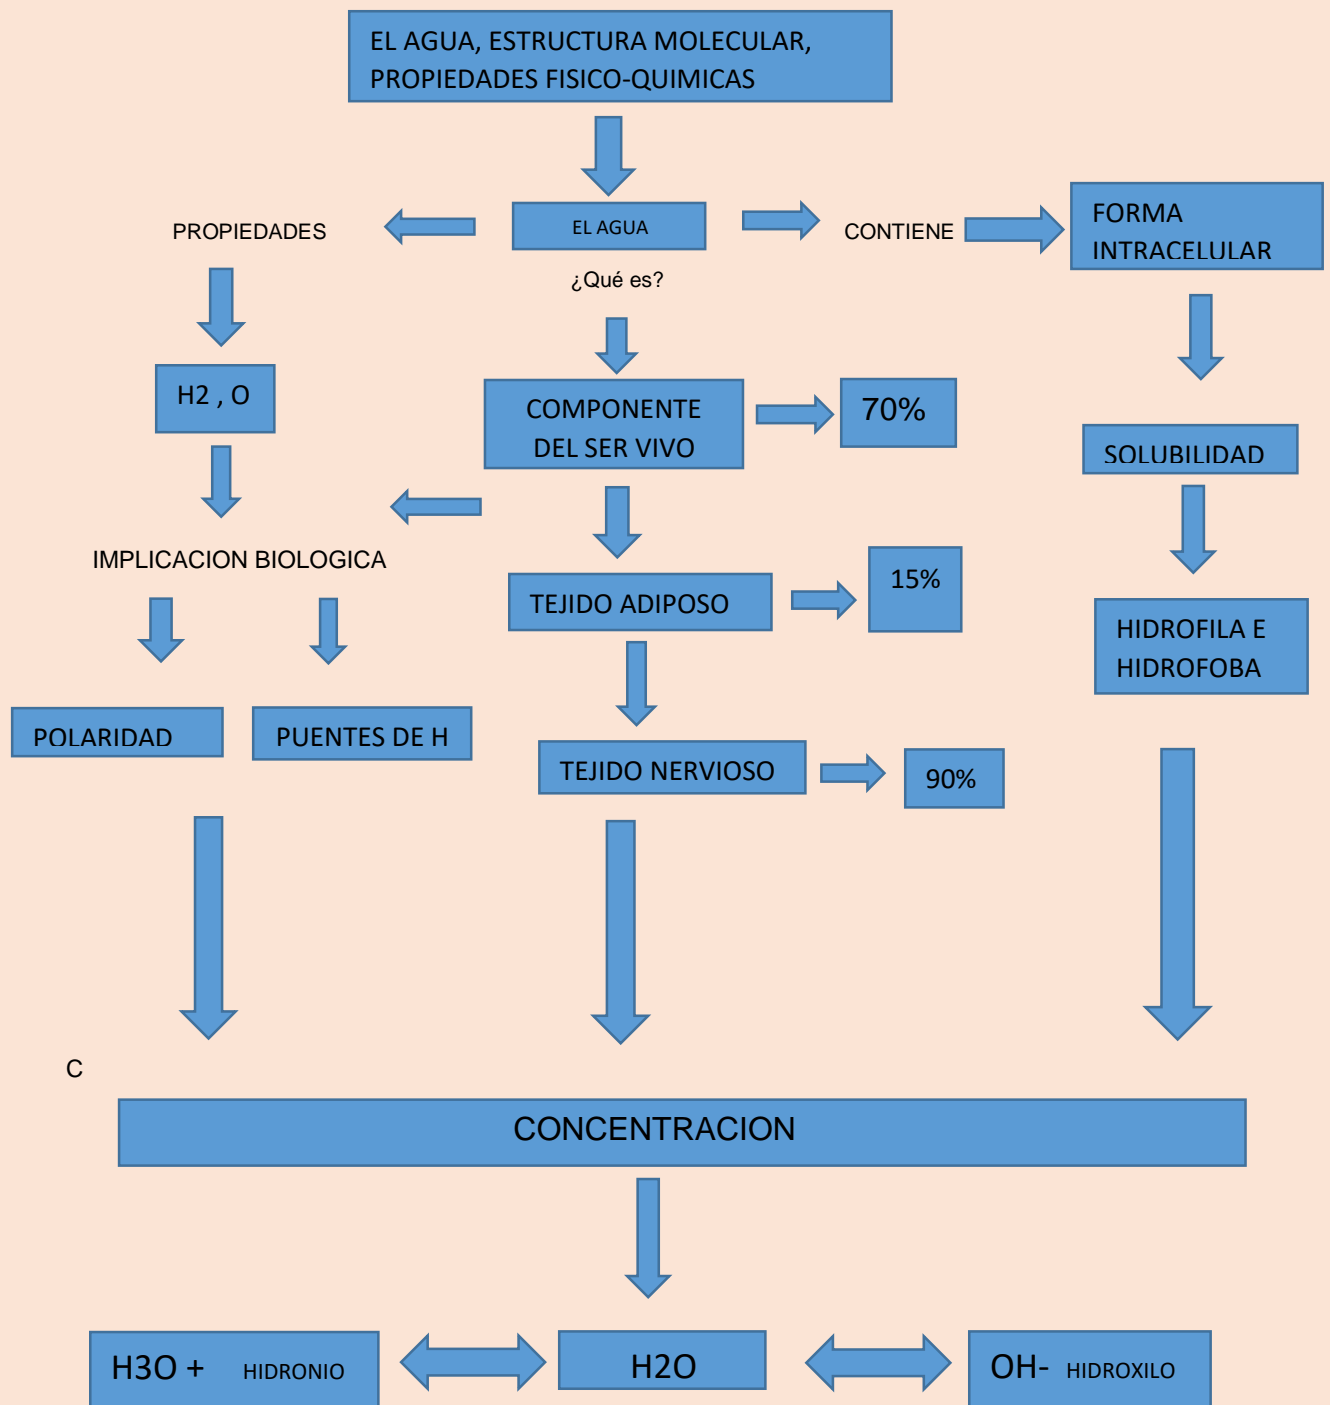 EL AGUA, ESTRUCTURA MOLECULAR,
PROPIEDADES FISICO-QUIMICAS
PROPIEDADES
EL AGUA
CONTIENE
FORMA
INTRACELULAR
¿Qué es?
H2 , O
COMPONENTE
DEL SER VIVO
70%
SOLUBILIDAD
IMPLICACION BIOLOGICA
TEJIDO ADIPOSO
15%
HIDROFILA E
HIDROFOBA
POLARIDAD
PUENTES DE H
TEJIDO NERVIOSO
90%
C
CONCENTRACION
H3O + HIDRONIO
H2O
OH- HIDROXILO